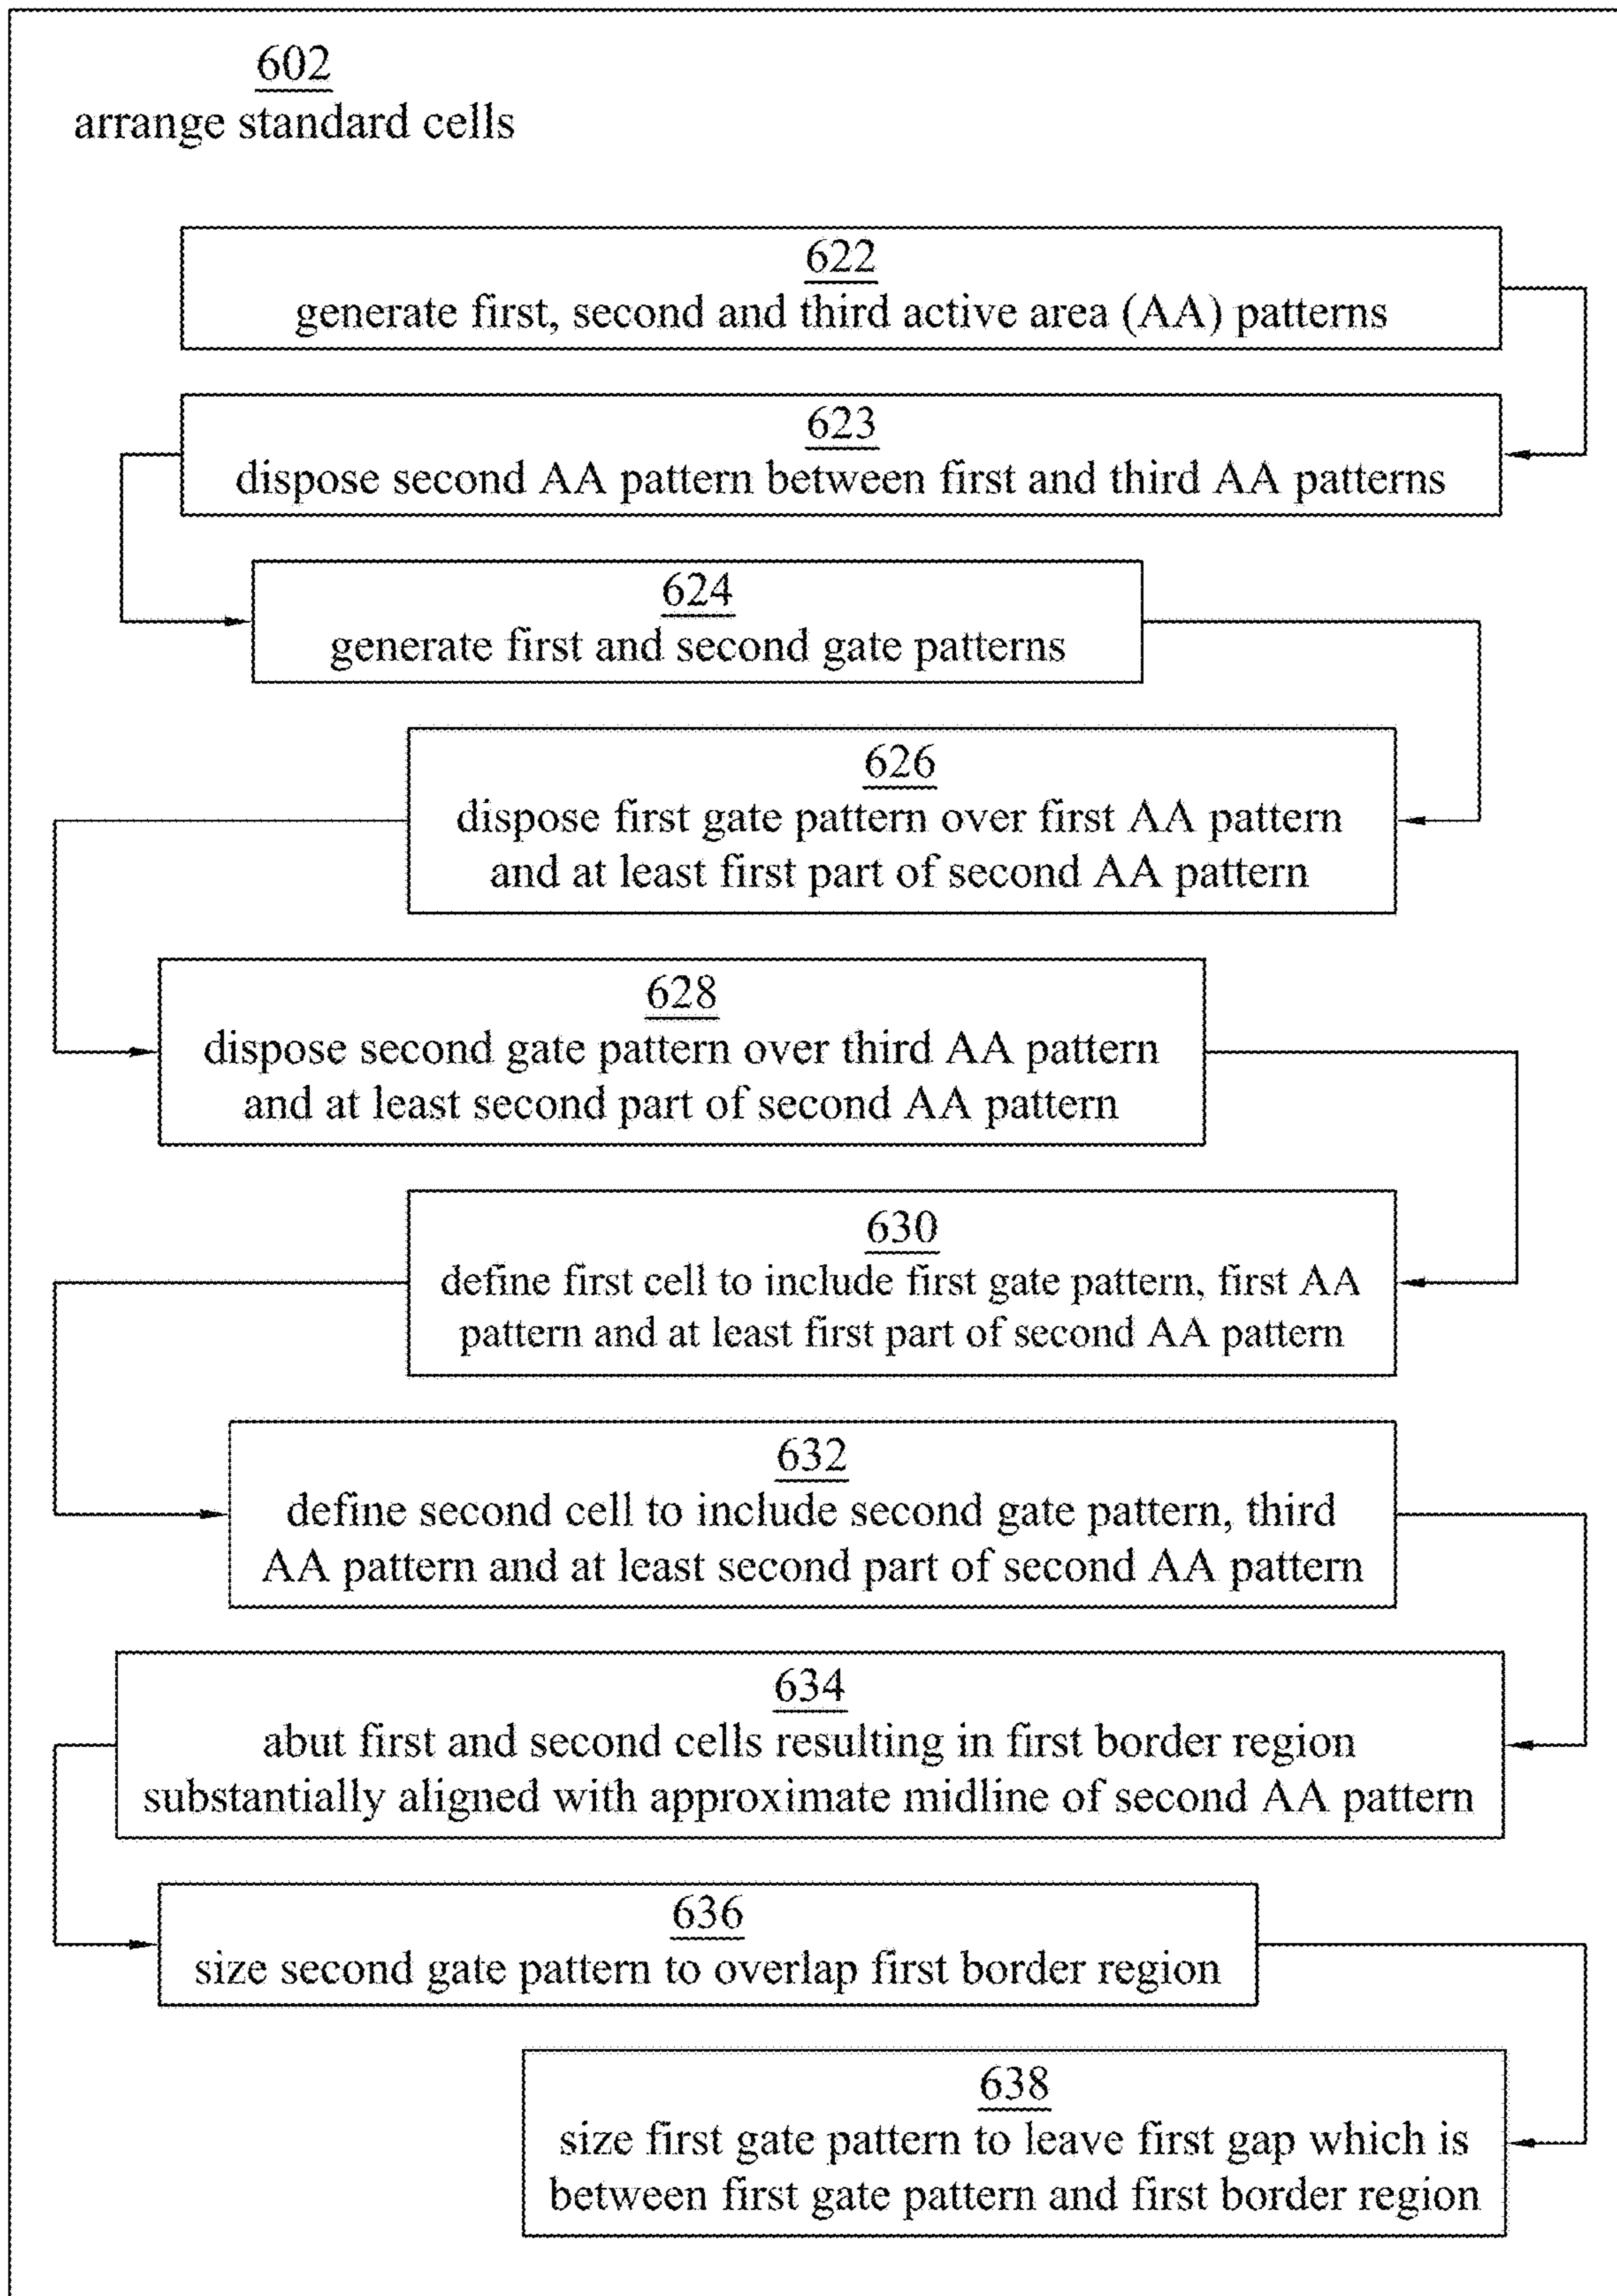 602
arrange standard cells
622
generate first, second and third active area (AA) patterns
623
dispose second AA pattern between first and third AA patterns
624
generate first and second gate patterns
626
dispose first gate pattern over first AA pattern
and at least first part of second AA pattern
628
dispose second gate pattern over third AA pattern
and at least second part of second AA pattern
630
define first cell to include first gate pattern, first AA
pattern and at least first part of second AA pattern
632
define second cell to include second gate pattern, third
AA pattern and at least second part of second AA pattern
634
abut first and second cells resulting in first border region
substantially aligned with approximate midline of second AA pattern
636
size second gate pattern to overlap first border region
638
size first gate pattern to leave first gap which is
between first gate pattern and first border region